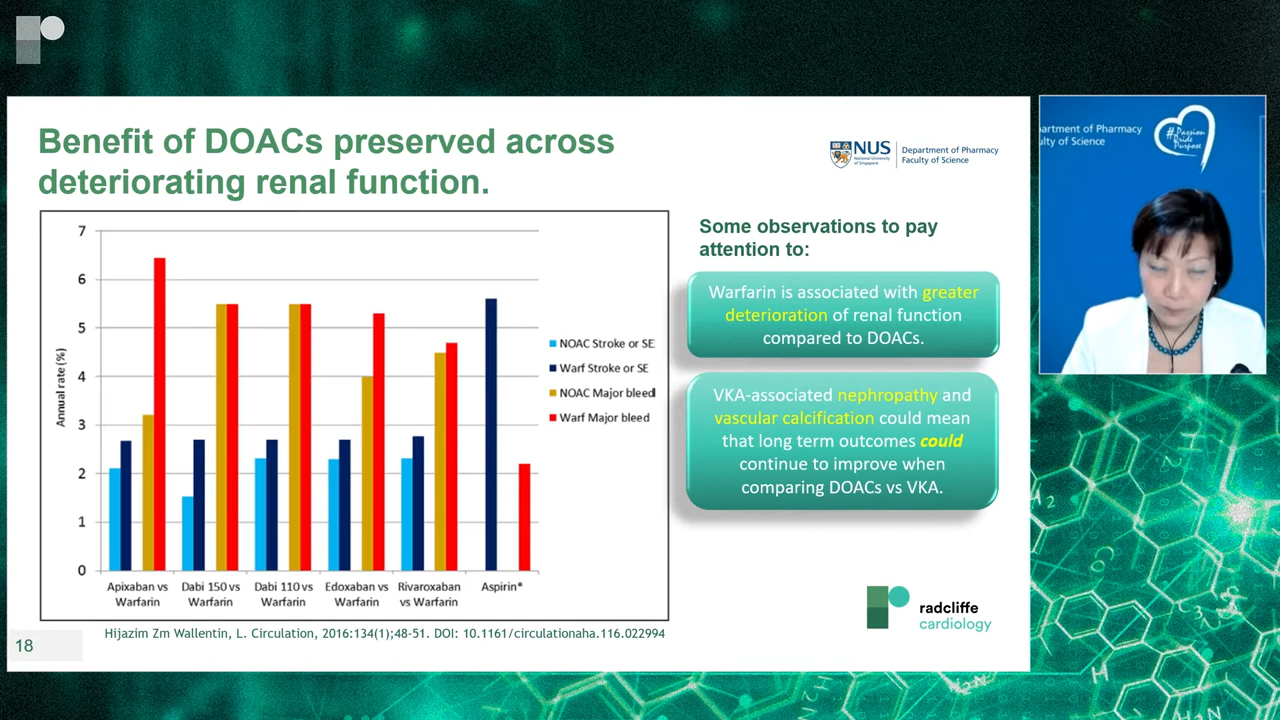 Benefit of DOACs preserved across
deteriorating renal function.
NUS
National University
of Singapore
Department of Pharmacy
Faculty of Science
7
6
5
4
3
2
1
0
Annual rate (%)
Apixaban vs
Warfarin
Dabi 150 vs
Warfarin
Dabi 110 vs
Warfarin
Edoxaban vs
Warfarin
Rivaroxaban
vs Warfarin
Aspirin*
NOAC Stroke or SE
Warf Stroke or SE
NOAC Major bleed
Warf Major bleed
Some observations to pay
attention to:
Warfarin is associated with greater
deterioration of renal function
compared to DOACs.
VKA-associated nephropathy and
vascular calcification could mean
that long term outcomes could
continue to improve when
comparing DOACs vs VKA.
Hijazim Zm Wallentin, L. Circulation, 2016:134(1);48-51. DOI: 10.1161/circulationaha.116.022994
18
radcliffe
cardiology
artment of Pharmacy
ulty of Science
#Passion
Pride
Purpose